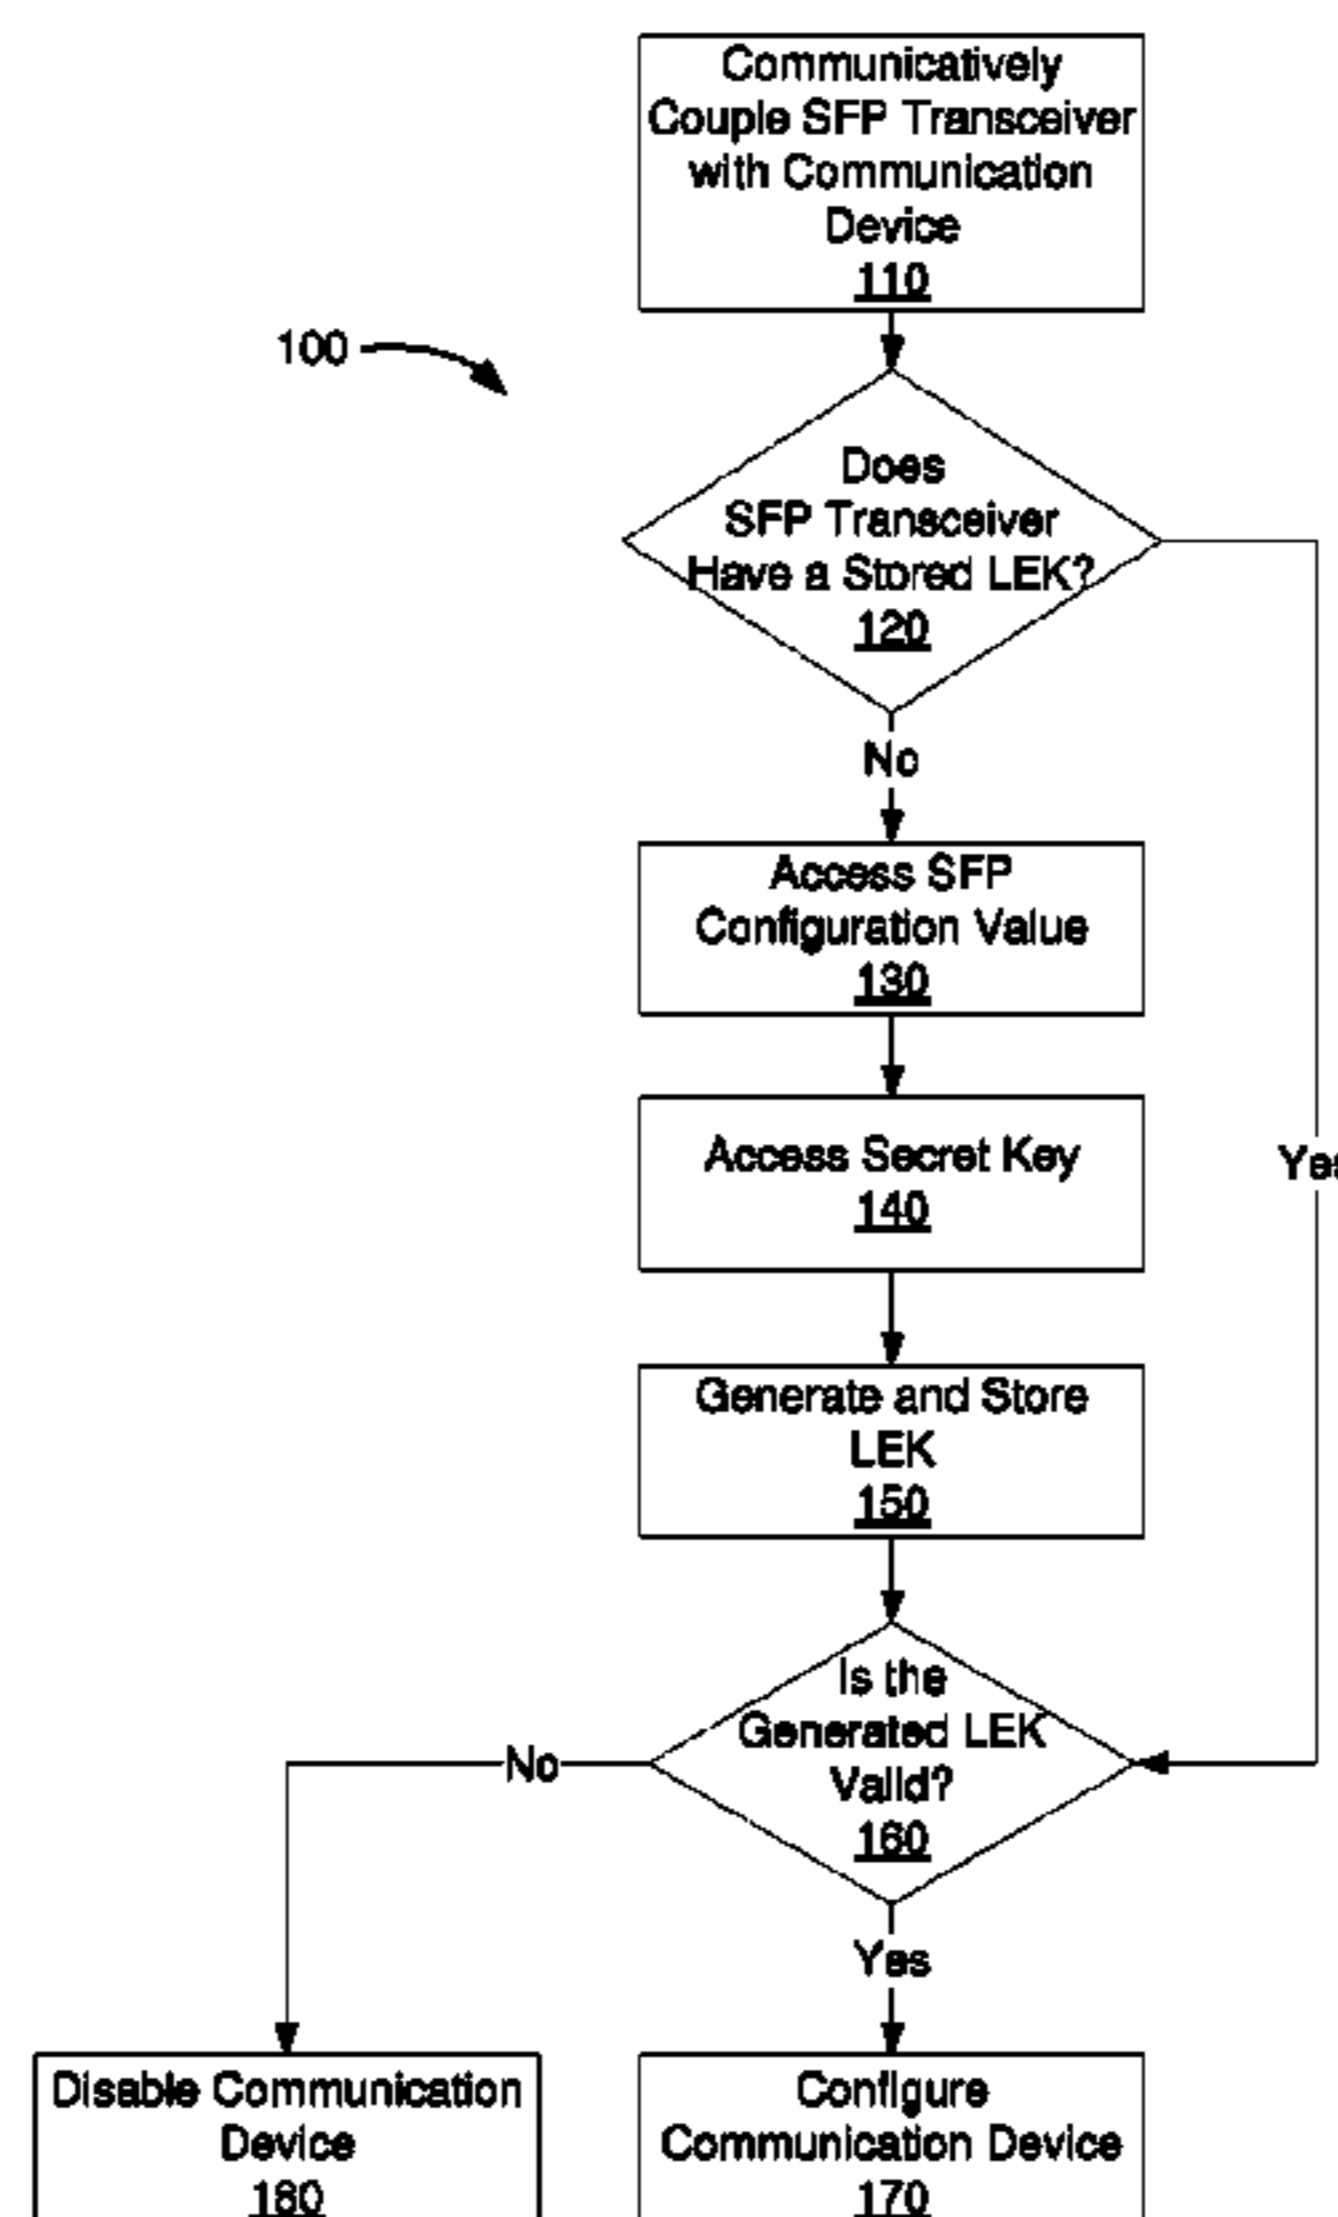 Communicatively
Couple SFP Transceiver
with Communication
Device
110
100
Does
SFP Transceiver
Have a Stored LEK?
120
No
Access SFP
Configuration Value
130
Access Secret Key
140
Yes
Generate and Store
LEK
150
Is the
Generated LEK
Valid?
160
No
Yes
Disable Communication
Device
180
Configure
Communication Device
170